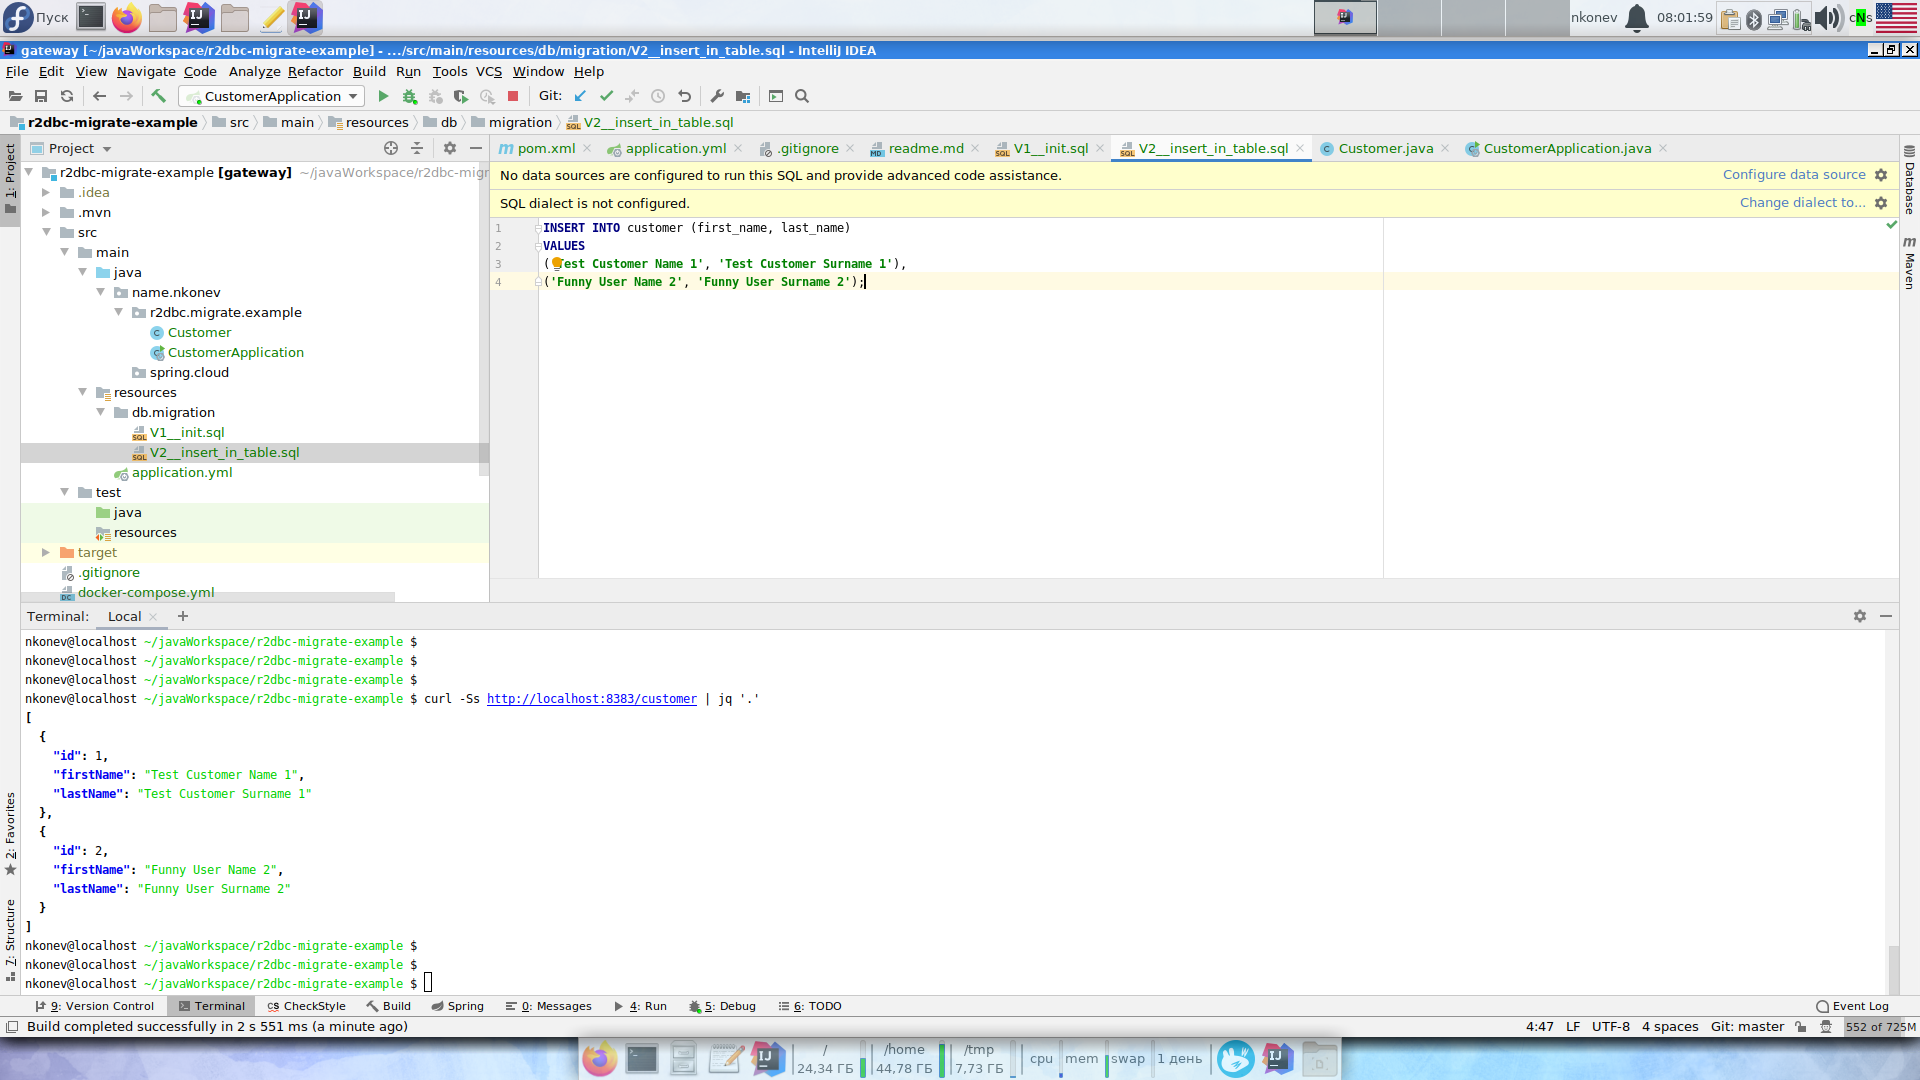 Пуск
nkonev 08:01:59
gateway [~/javaWorkspace/r2dbc-migrate-example] - .../src/main/resources/db/migration/V2__insert_in_table.sql - IntelliJ IDEA
File Edit View Navigate Code Analyze Refactor Build Run Tools VCS Window Help
CustomerApplication Git:
r2dbc-migrate-example src main resources db migration V2__insert_in_table.sql
1: Project
Project
pom.xml application.yml .gitignore readme.md V1__init.sql V2__insert_in_table.sql Customer.java CustomerApplication.java
r2dbc-migrate-example [gateway] ~/javaWorkspace/r2dbc-migr
.idea
.mvn
src
main
java
name.nkonev
r2dbc.migrate.example
Customer
CustomerApplication
spring.cloud
resources
db.migration
V1__init.sql
V2__insert_in_table.sql
application.yml
test
java
resources
target
.gitignore
docker-compose.yml
No data sources are configured to run this SQL and provide advanced code assistance. Configure data source
SQL dialect is not configured. Change dialect to...
1 INSERT INTO customer (first_name, last_name)
2 VALUES
3 ( Test Customer Name 1', 'Test Customer Surname 1'),
4 ('Funny User Name 2', 'Funny User Surname 2');
Database
Maven
Terminal: Local
nkonev@localhost ~/javaWorkspace/r2dbc-migrate-example $
nkonev@localhost ~/javaWorkspace/r2dbc-migrate-example $
nkonev@localhost ~/javaWorkspace/r2dbc-migrate-example $
nkonev@localhost ~/javaWorkspace/r2dbc-migrate-example $ curl -Ss http://localhost:8383/customer | jq '.'
[
{
"id": 1,
"firstName": "Test Customer Name 1",
"lastName": "Test Customer Surname 1"
},
{
"id": 2,
"firstName": "Funny User Name 2",
"lastName": "Funny User Surname 2"
}
]
nkonev@localhost ~/javaWorkspace/r2dbc-migrate-example $
nkonev@localhost ~/javaWorkspace/r2dbc-migrate-example $
nkonev@localhost ~/javaWorkspace/r2dbc-migrate-example $
2: Favorites
7: Structure
9: Version Control Terminal CheckStyle Build Spring 0: Messages 4: Run 5: Debug 6: TODO Event Log
Build completed successfully in 2 s 551 ms (a minute ago) 4:47 LF UTF-8 4 spaces Git: master 552 of 725M
/ /home /tmp cpu mem swap 1 день
24,34 ГБ 44,78 ГБ 7,73 ГБ